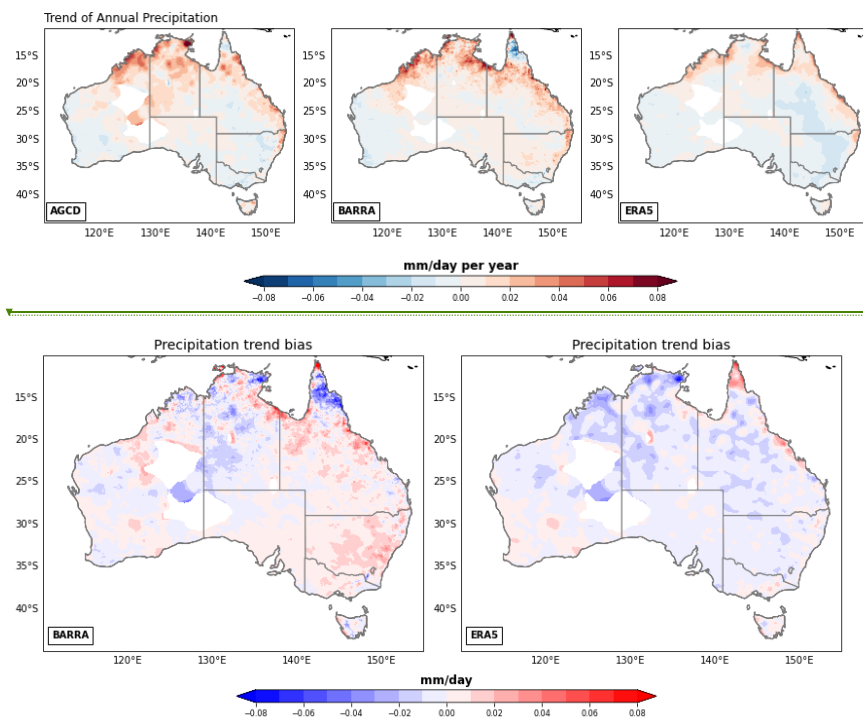 Trend of Annual Precipitation
15°S
20°S
25°S
30°S
35°S
40°S
AGCD
120°E 130°E 140°E 150°E
15°S
20°S
25°S
30°S
35°S
40°S
BARRA
120°E 130°E 140°E 150°E
15°S
20°S
25°S
30°S
35°S
40°S
ERA5
120°E 130°E 140°E 150°E
mm/day per year
−0.08 −0.06 −0.04 −0.02 0.00 0.02 0.04 0.06 0.08
Precipitation trend bias
15°S
20°S
25°S
30°S
35°S
40°S
BARRA
120°E 130°E 140°E 150°E
Precipitation trend bias
15°S
20°S
25°S
30°S
35°S
40°S
ERA5
120°E 130°E 140°E 150°E
mm/day
−0.08 −0.06 −0.04 −0.02 0.00 0.02 0.04 0.06 0.08